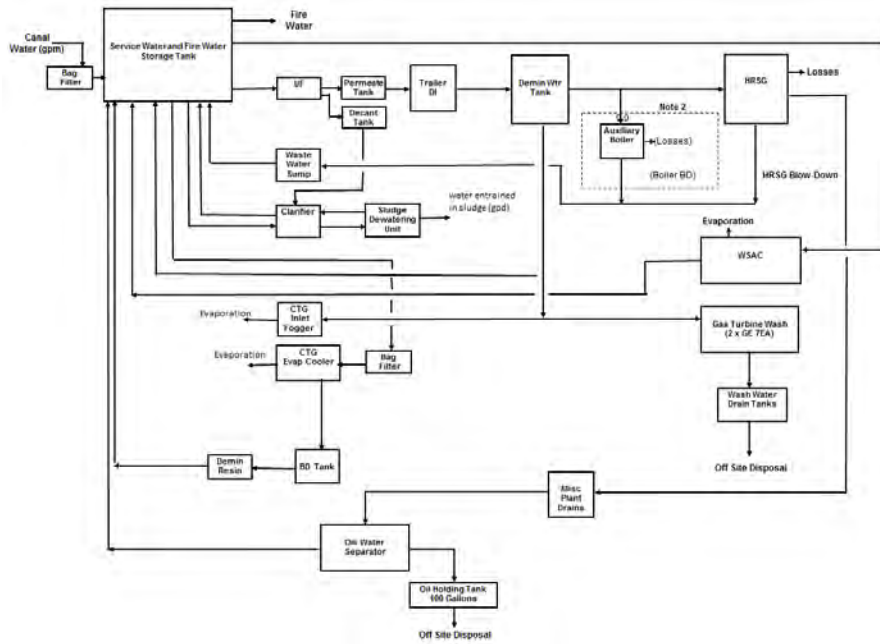 Fire
Water
Canal
Water (gpm)
Bag
Filter
Service Water and Fire Water
Storage Tank
UF
Permeate
Tank
Decant
Tank
Trailer
DI
Demin Wtr
Tank
HRSG
Losses
Note 2
0.0
Auxiliary
Boiler
(Losses)
(Boiler BD)
HRSG Blow-Down
Waste
Water
Sump
Clarifier
Sludge
Dewatering
Unit
water entrained
in sludge (gpd)
Evaporation
WSAC
Evaporation
CTG
Inlet
Fogger
Evaporation
CTG
Evap Cooler
Bag
Filter
Gas Turbine Wash
(2 x GE 7EA)
Wash Water
Drain Tanks
Off Site Disposal
Demin
Resin
BD Tank
Misc
Plant
Drains
Oil Water
Separator
Oil Holding Tank
100 Gallons
Off Site Disposal